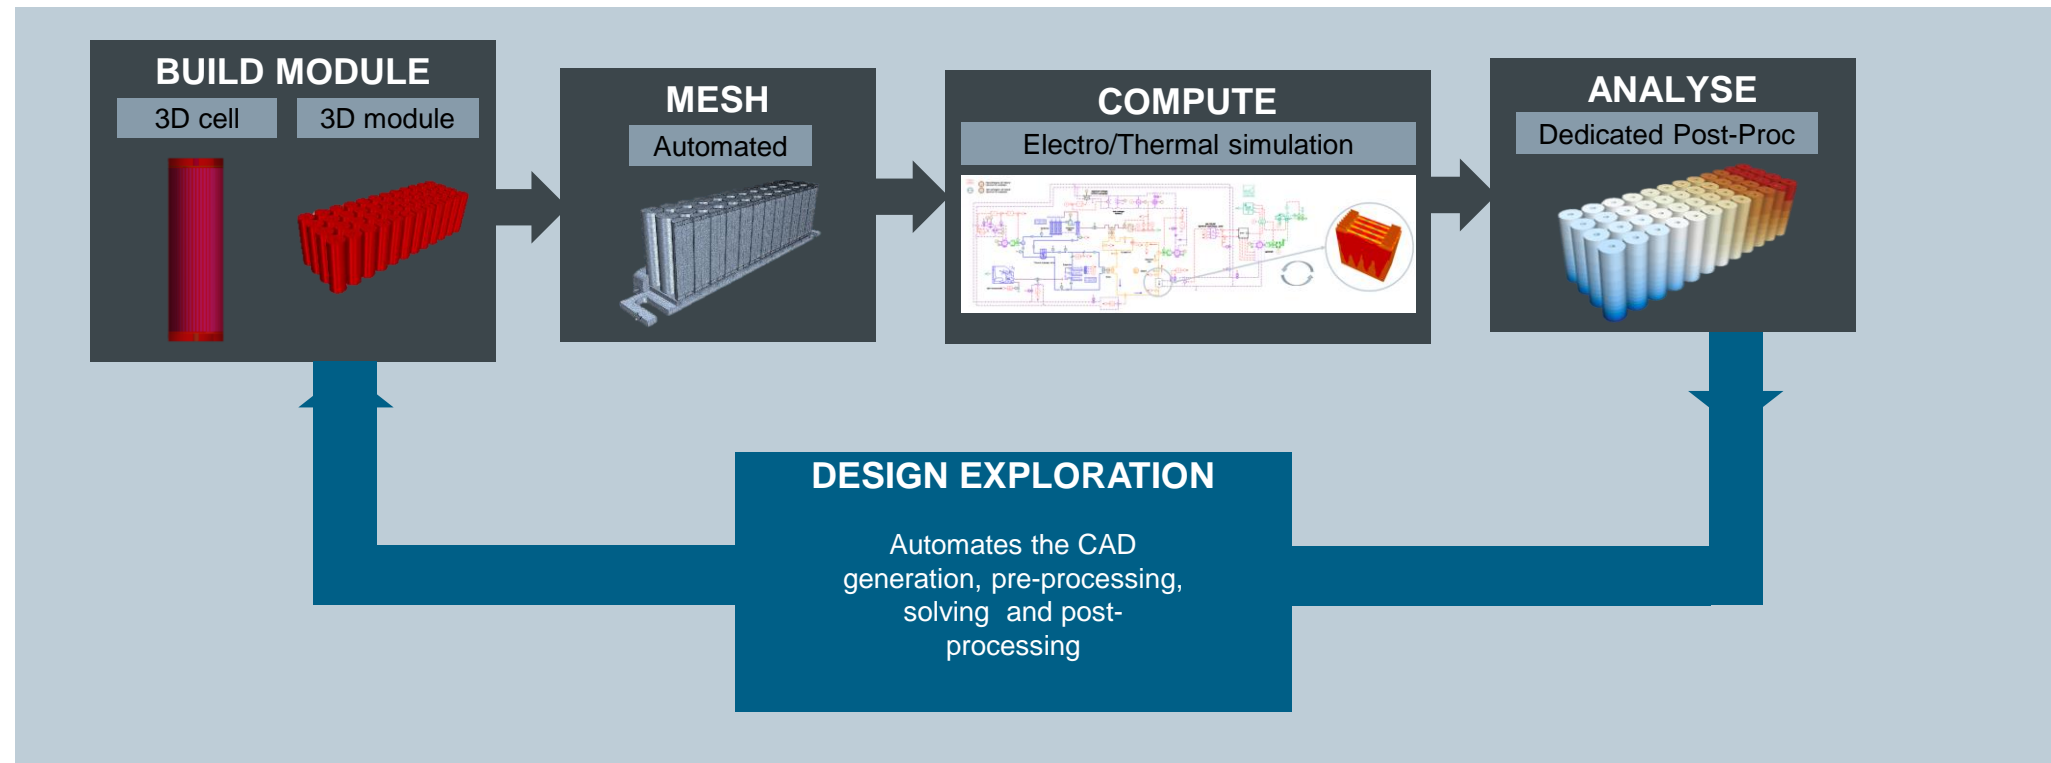 BUILD MODULE
3D cell
3D module
MESH
Automated
COMPUTE
Electro/Thermal simulation
ANALYSE
Dedicated Post-Proc
DESIGN EXPLORATION
Automates the CAD
generation, pre-processing,
solving and post-
processing